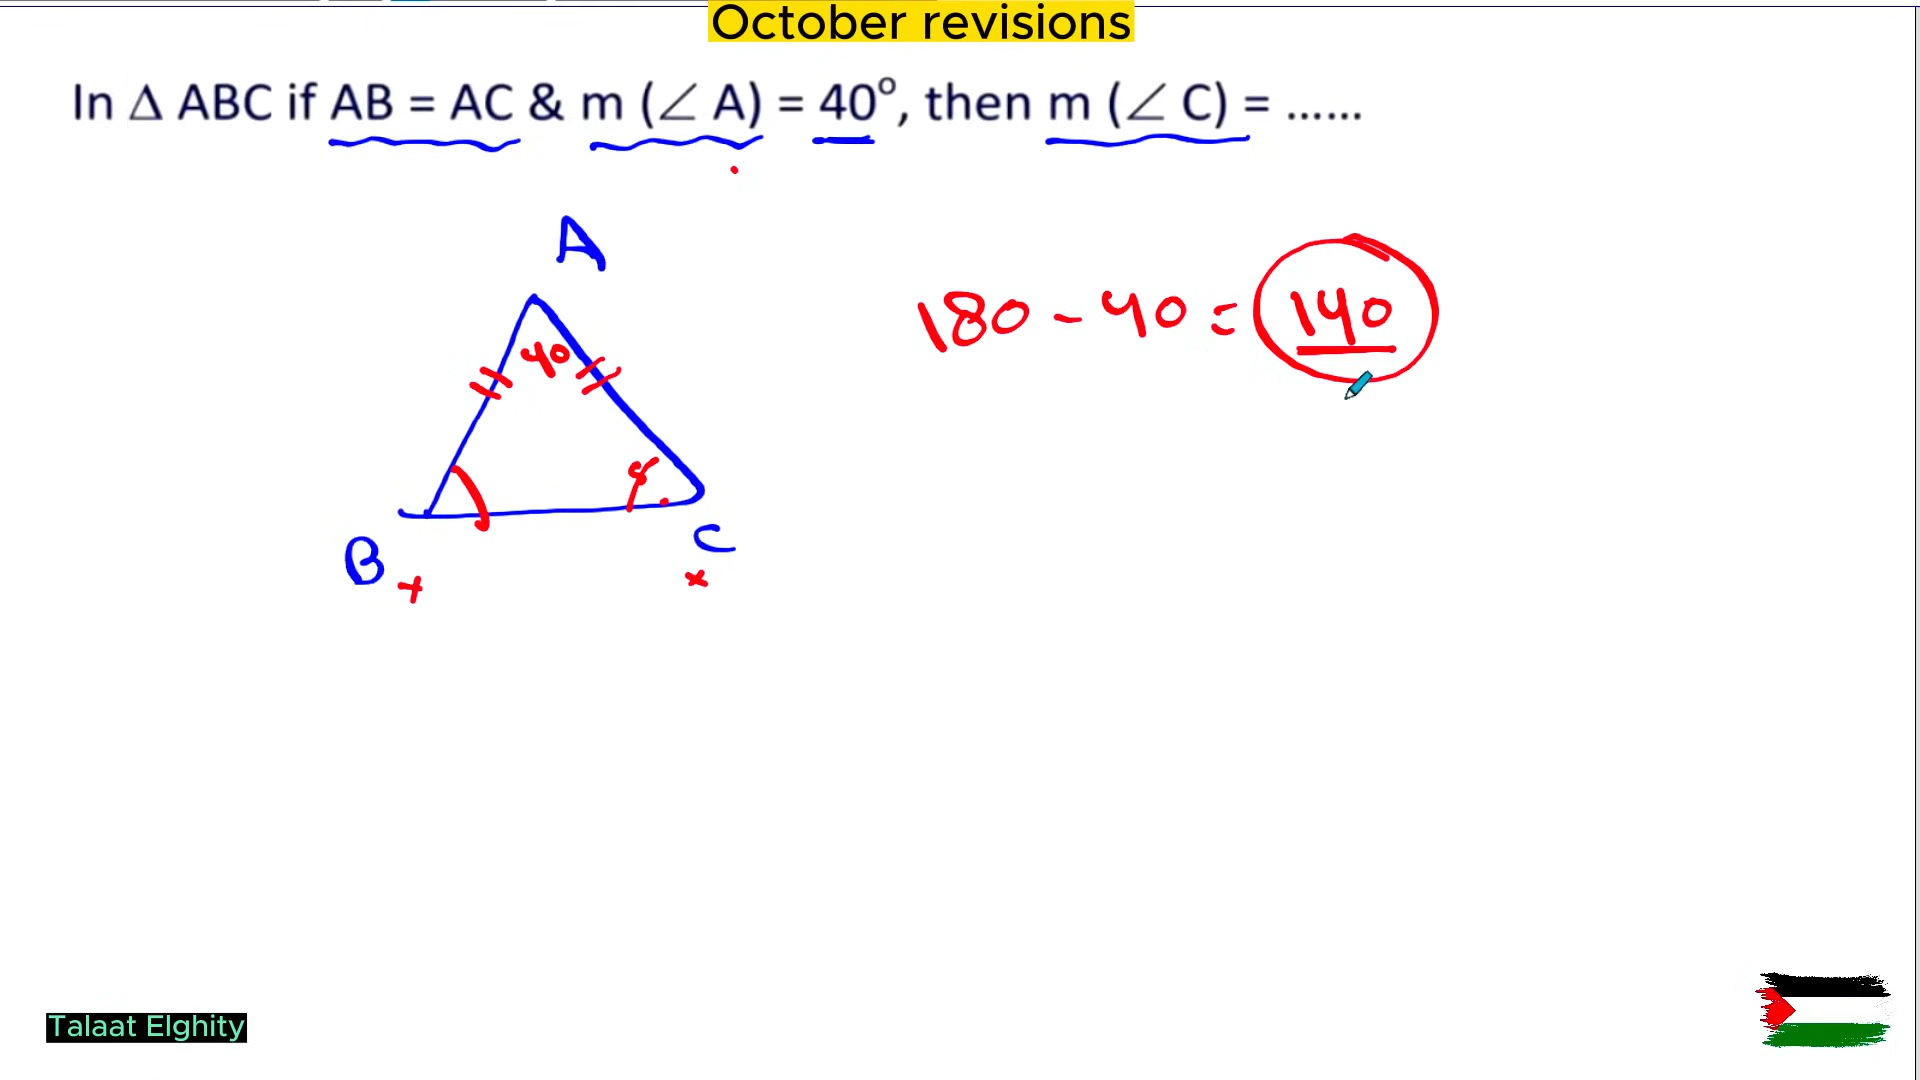 October revisions
In Δ ABC if AB = AC & m (∠ A) = 40°, then m (∠ C) = ......
A
180 - 40 = 140
40
B
C
Talaat Elghity